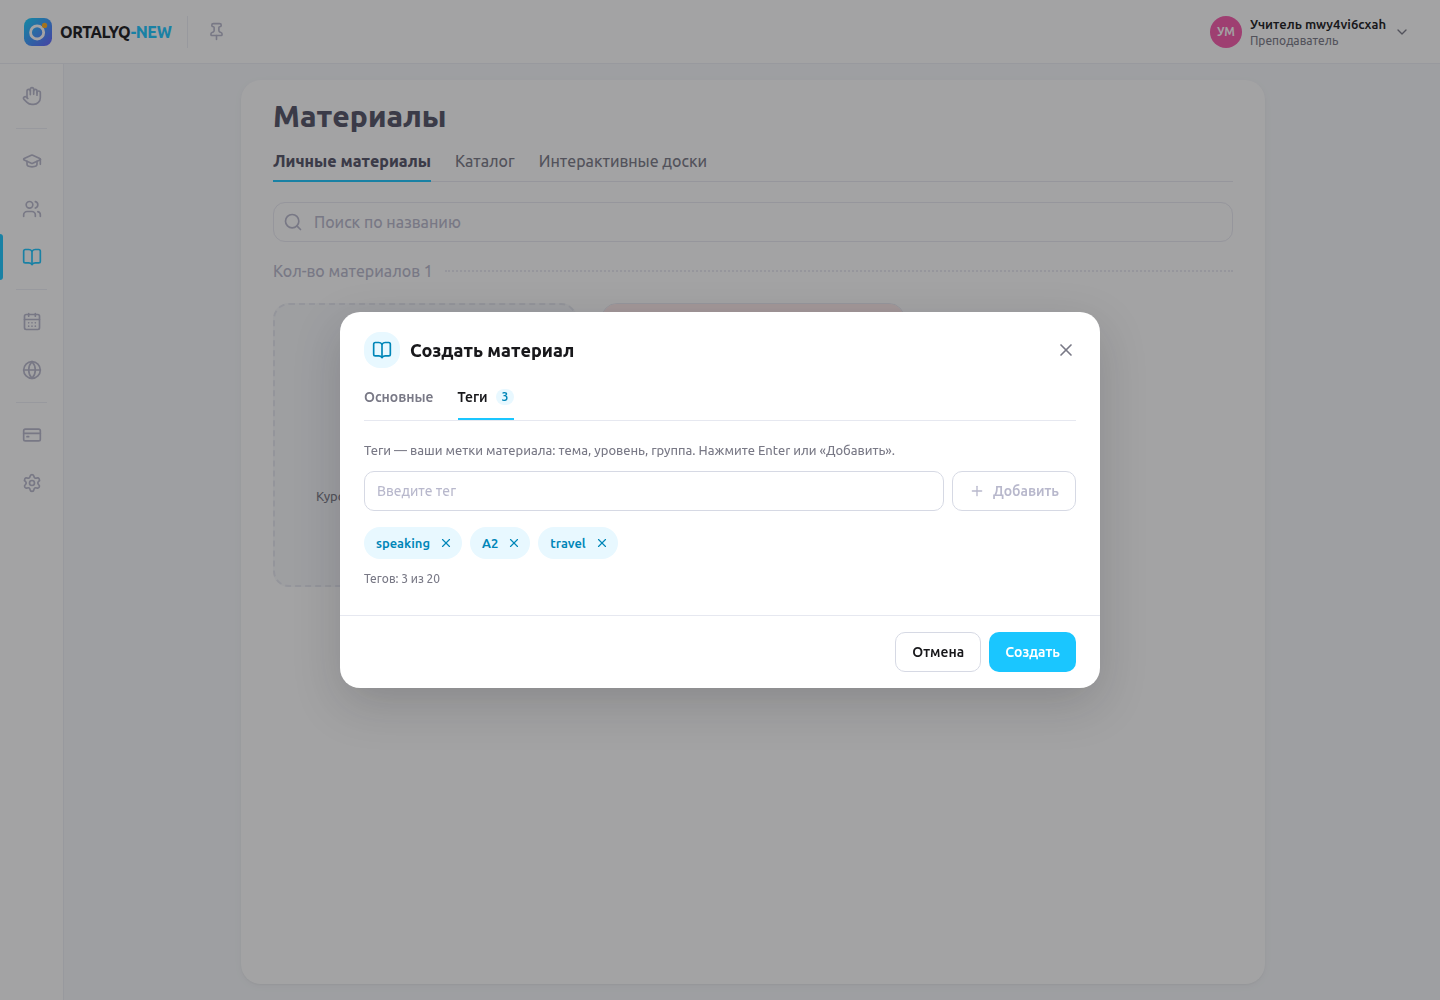 ORTALYQ-NEW
УМ
Учитель mwy4vi6cxah
Преподаватель
Материалы
Личные материалы
Каталог
Интерактивные доски
Поиск по названию
Кол-во материалов 1
Создать материал
Основные
Теги 3
Теги — ваши метки материала: тема, уровень, группа. Нажмите Enter или «Добавить».
Введите тег
Добавить
speaking
A2
travel
Тегов: 3 из 20
Отмена
Создать